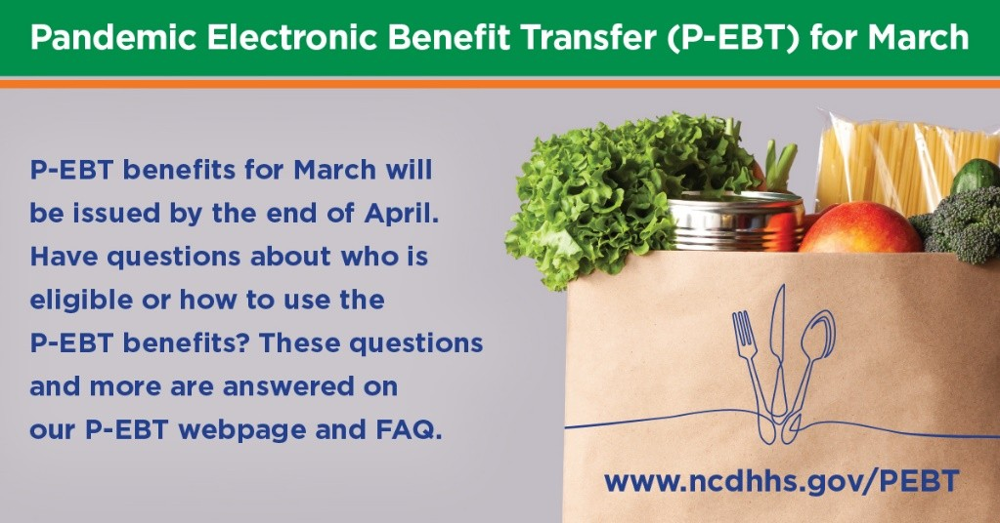 Pandemic Electronic Benefit Transfer (P-EBT) for March
P-EBT benefits for March will
be issued by the end of April.
Have questions about who is
eligible or how to use the
P-EBT benefits? These questions
and more are answered on
our P-EBT webpage and FAQ.
www.ncdhhs.gov/PEBT